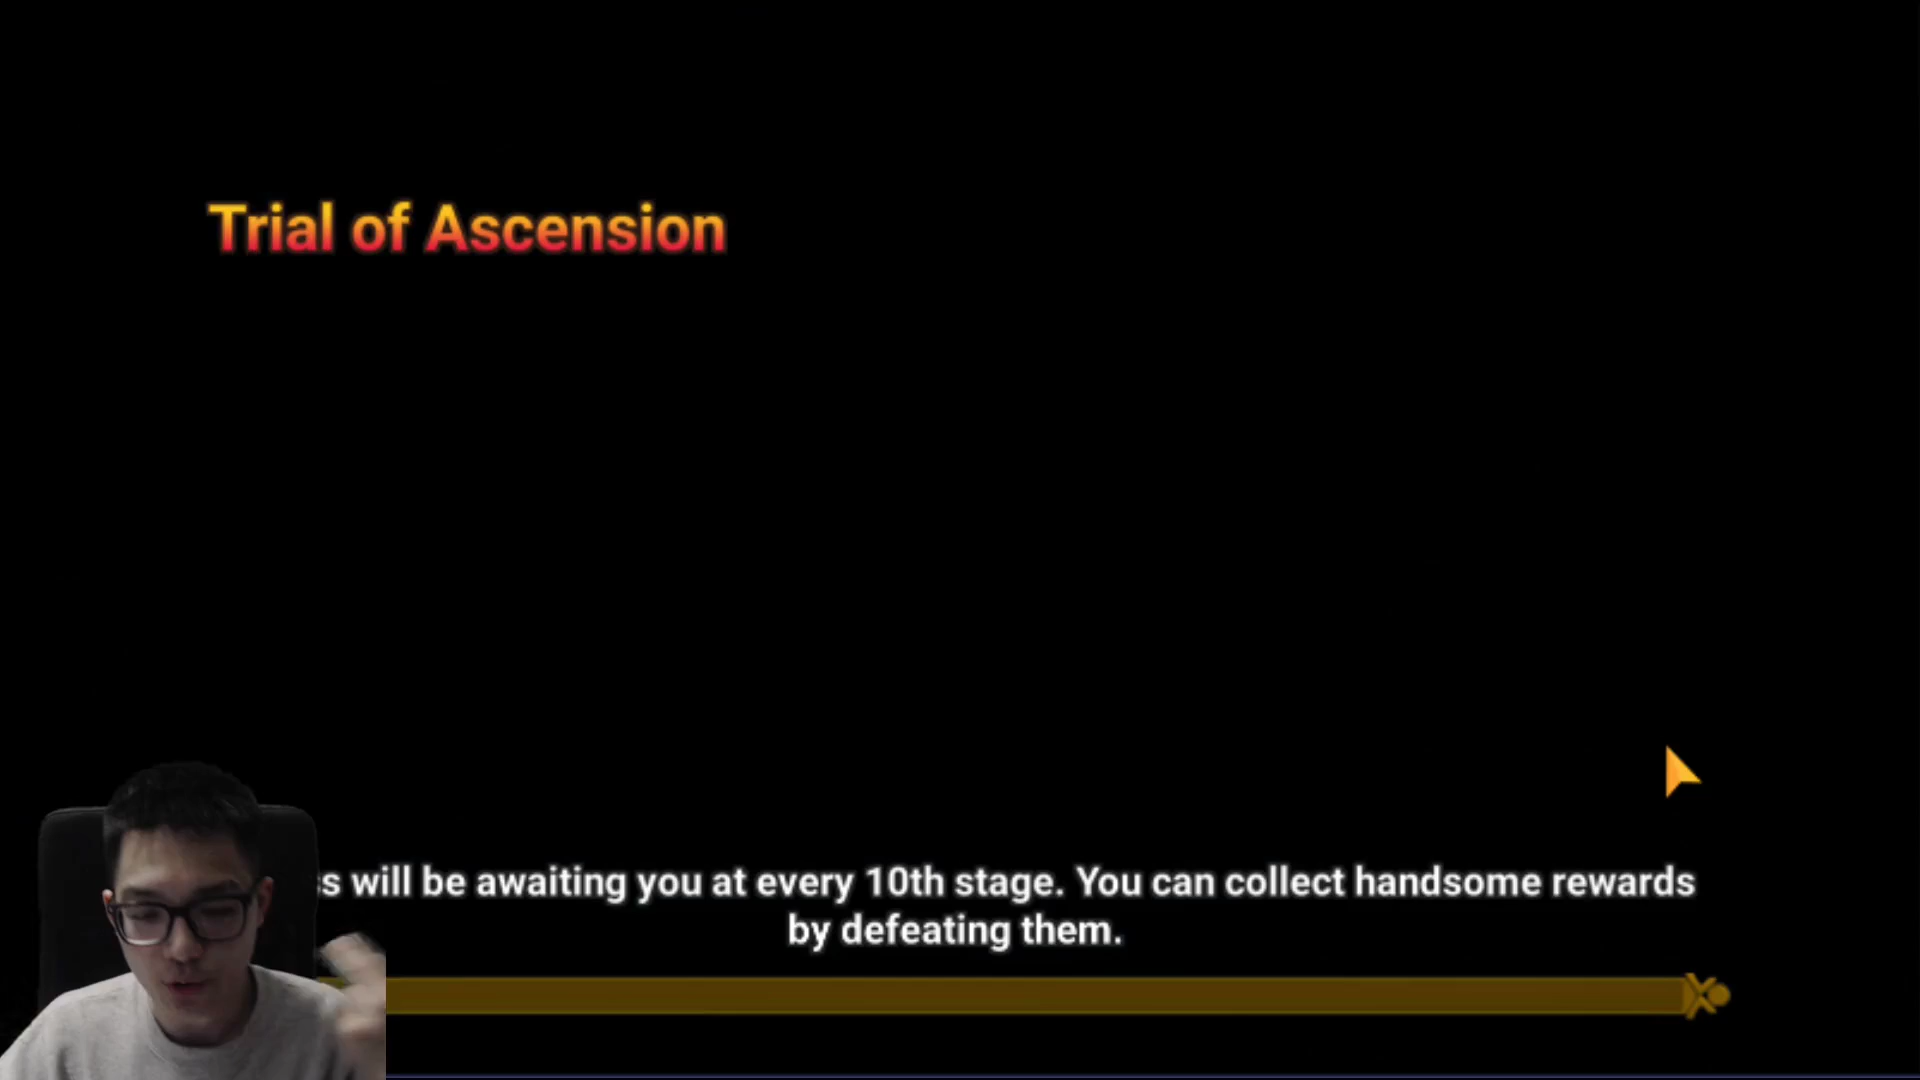 Trial of Ascension
will be awaiting you at every 10th stage. You can collect handsome rewards
by defeating them.